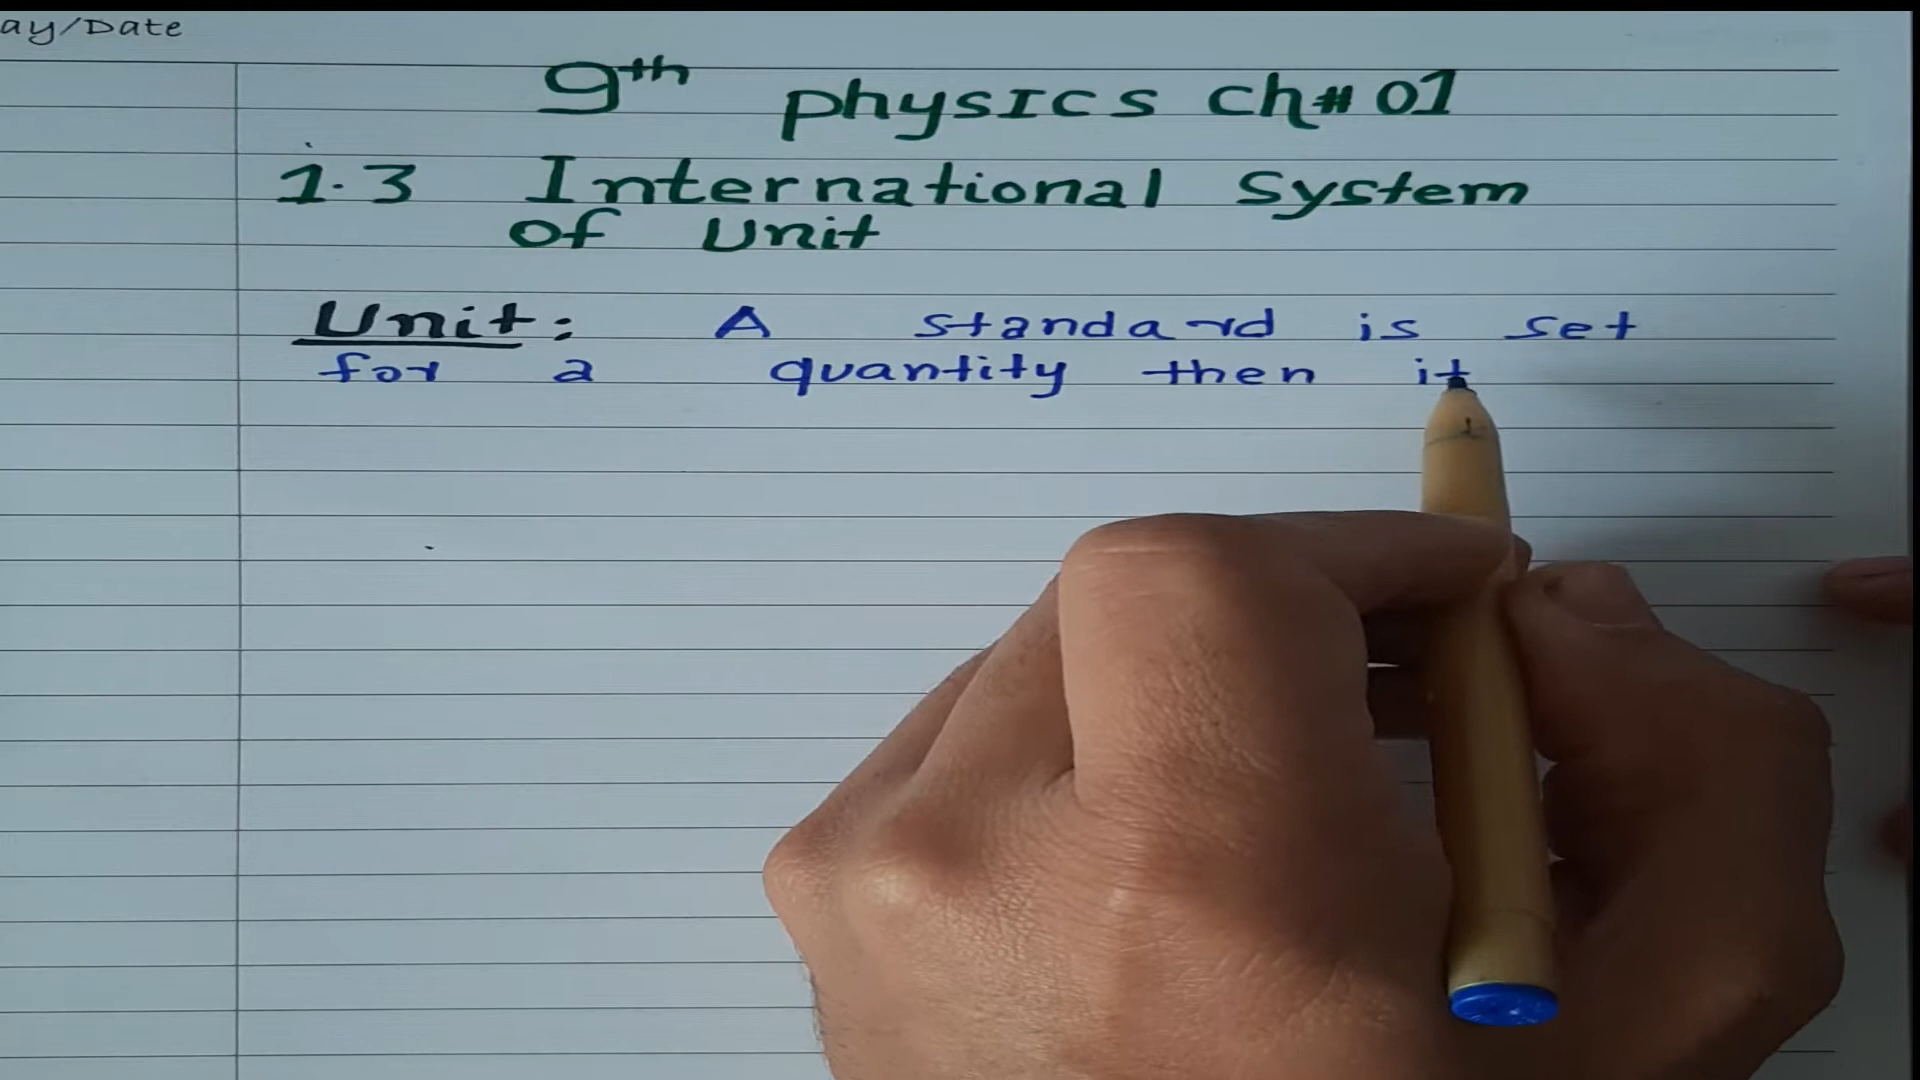 ay/Date
9th physics ch# 01
1.3 International System
of Unit
Unit: A standard is set
for a quantity then it